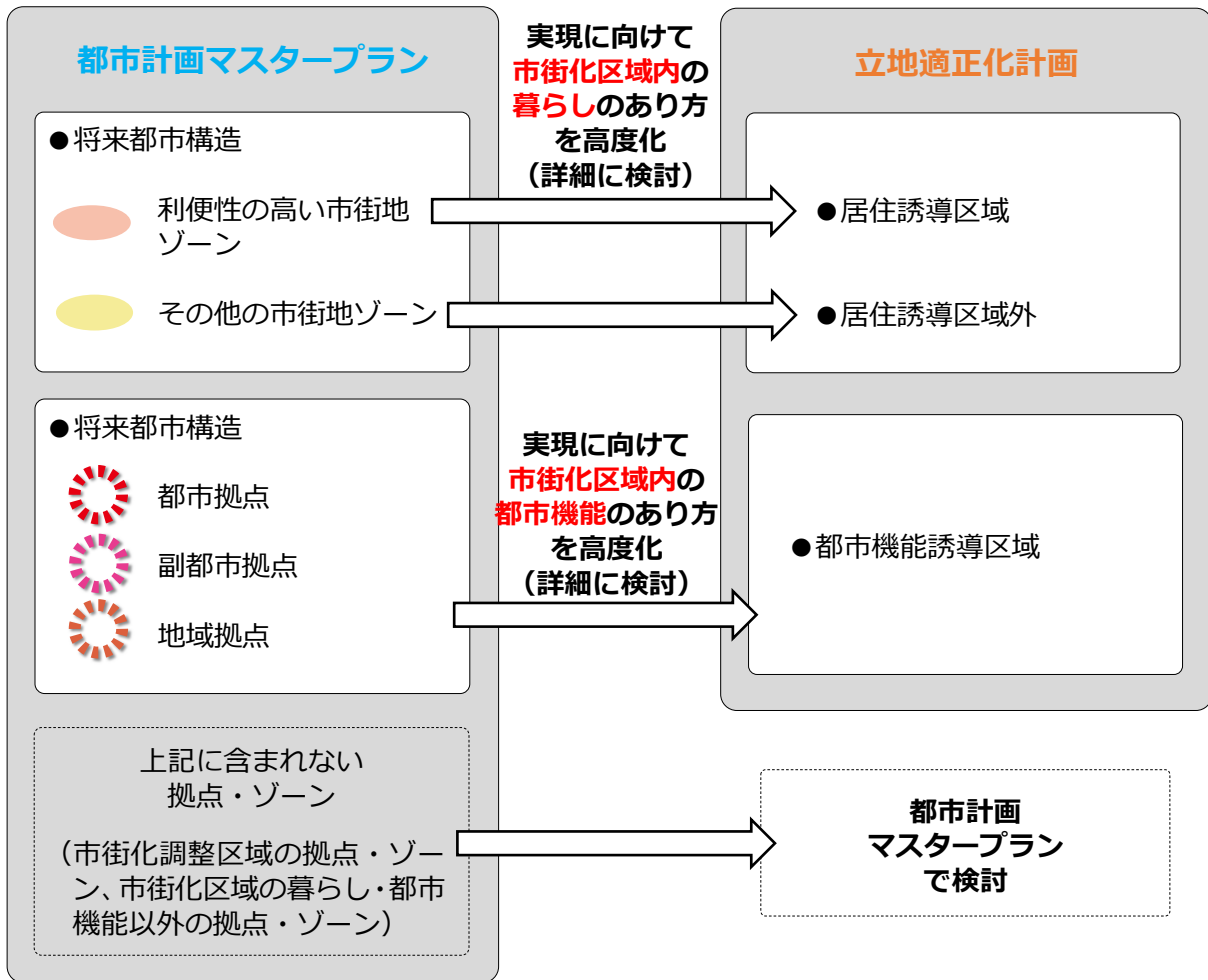 都市計画マスタープラン
●将来都市構造
利便性の高い市街地
ゾーン
その他の市街地ゾーン
●将来都市構造
都市拠点
副都市拠点
地域拠点
上記に含まれない
拠点・ゾーン
（市街化調整区域の拠点・ゾー
ン、市街化区域の暮らし・都市
機能以外の拠点・ゾーン）
実現に向けて
市街化区域内の
暮らしのあり方
を高度化
（詳細に検討）
実現に向けて
市街化区域内の
都市機能のあり方
を高度化
（詳細に検討）
立地適正化計画
●居住誘導区域
●居住誘導区域外
●都市機能誘導区域
都市計画
マスタープラン
で検討